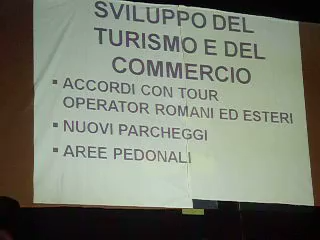 SVILUPPO DEL
TURISMO E DEL
COMMERCIO
▪ ACCORDI CON TOUR
OPERATOR ROMANI ED ESTERI
▪ NUOVI PARCHEGGI
▪ AREE PEDONALI